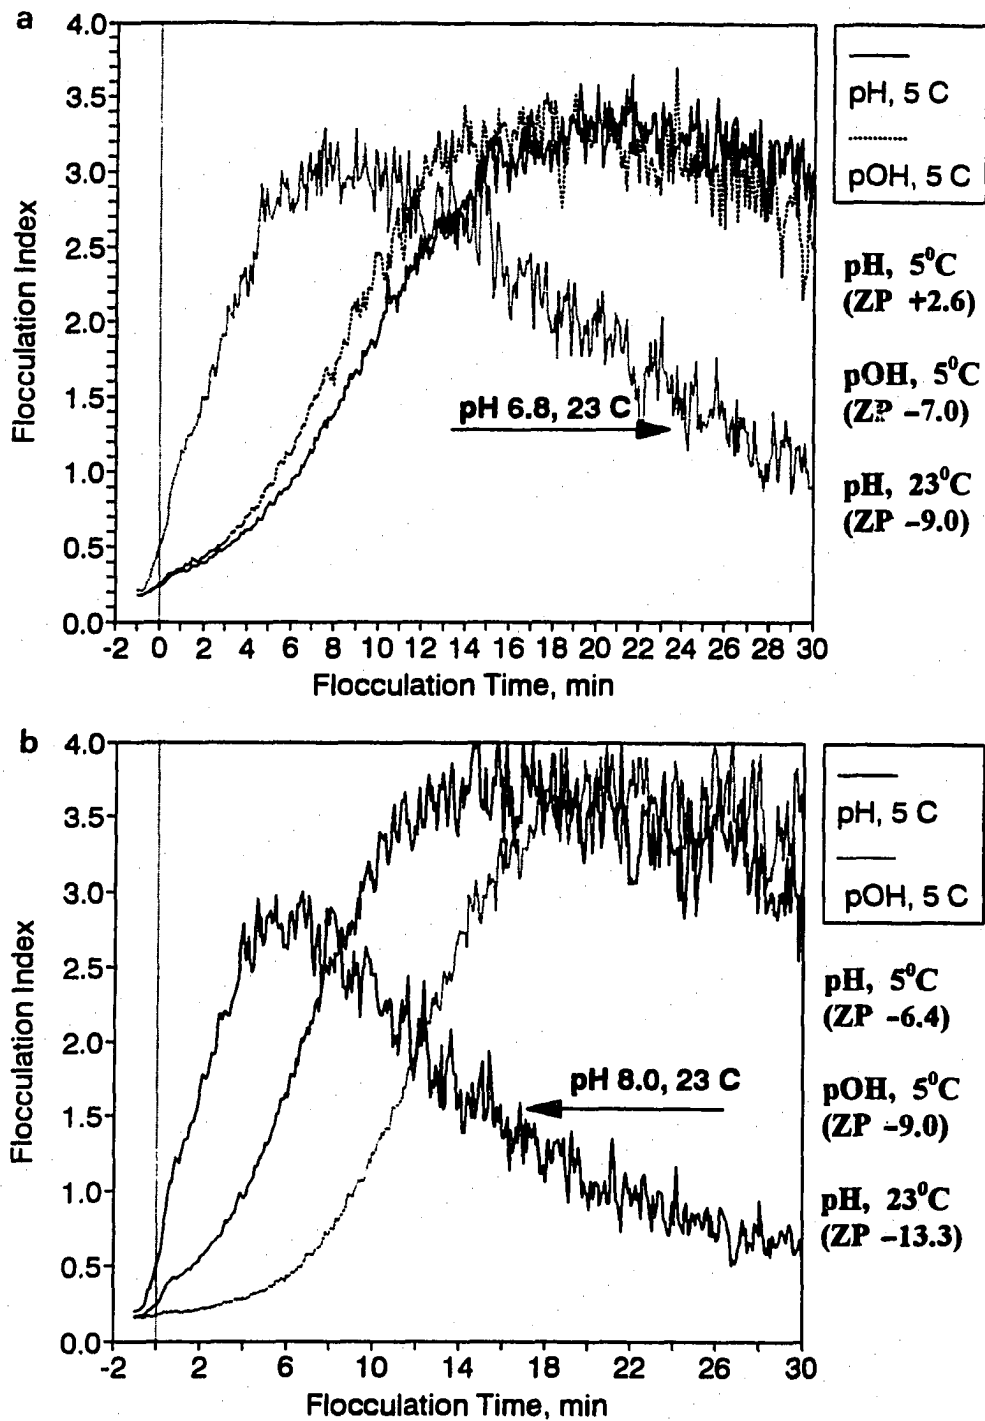 a
4.0
3.5
3.0
2.5
2.0
1.5
1.0
0.5
0.0
Flocculation Index
-2 0 2 4 6 8 10 12 14 16 18 20 22 24 26 28 30
Flocculation Time, min
pH 6.8, 23 C
pH, 5 C
pOH, 5 C
pH, 5⁰C
(ZP +2.6)
pOH, 5⁰C
(ZP -7.0)
pH, 23⁰C
(ZP -9.0)
b
4.0
3.5
3.0
2.5
2.0
1.5
1.0
0.5
0.0
Flocculation Index
-2 2 6 10 14 18 22 26 30
Flocculation Time, min
pH 8.0, 23 C
pH, 5 C
pOH, 5 C
pH, 5⁰C
(ZP -6.4)
pOH, 5⁰C
(ZP -9.0)
pH, 23⁰C
(ZP -13.3)